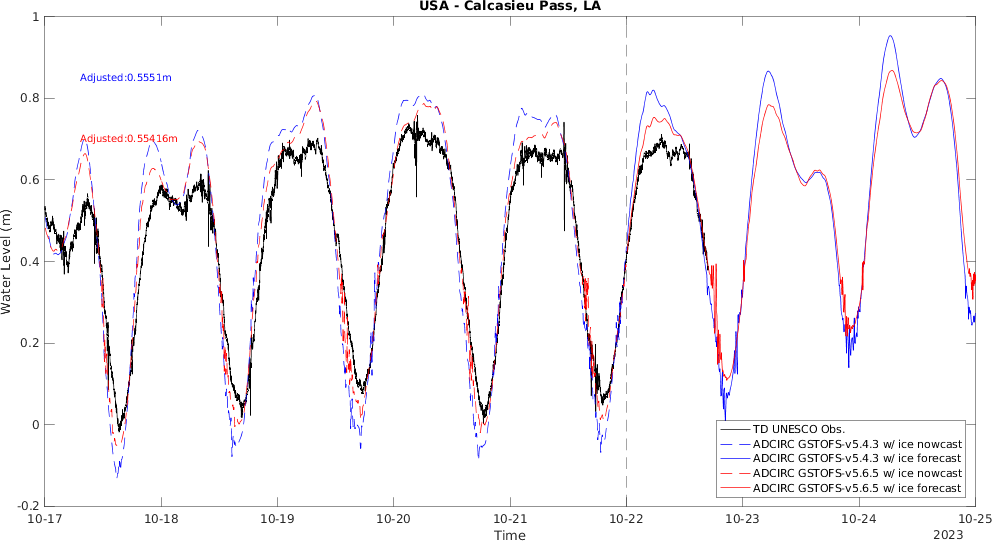 USA - Calcasieu Pass, LA
1
0.8
0.6
0.4
0.2
0
-0.2
Water Level (m)
Adjusted:0.5551m
Adjusted:0.55416m
TD UNESCO Obs.
ADCIRC GSTOFS-v5.4.3 w/ ice nowcast
ADCIRC GSTOFS-v5.4.3 w/ ice forecast
ADCIRC GSTOFS-v5.6.5 w/ ice nowcast
ADCIRC GSTOFS-v5.6.5 w/ ice forecast
10-17 10-18 10-19 10-20 10-21 10-22 10-23 10-24 10-25
Time
2023